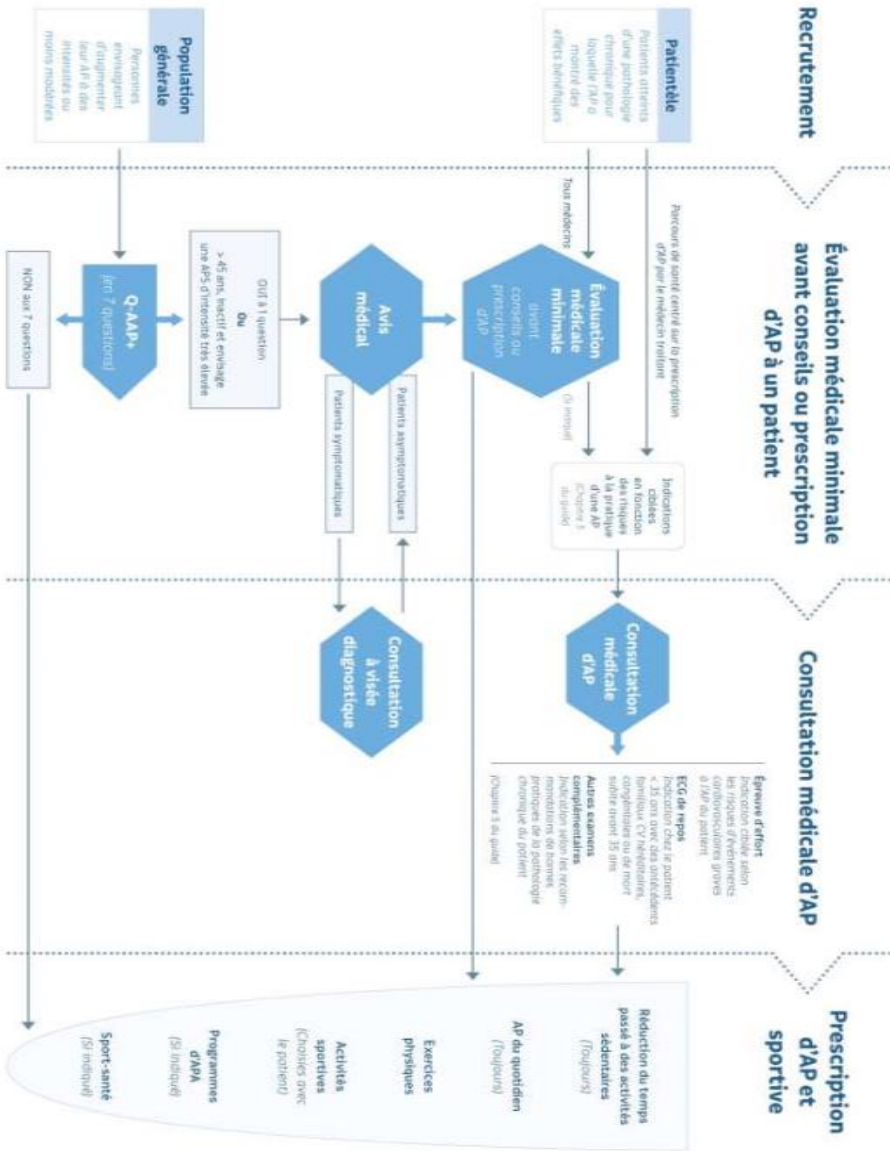 Recrutement
Évaluation médicale minimale
avant conseils ou prescription
d'AP à un patient
Consultation médicale d'AP
Prescription
d'AP et
sportive
Patientèle
Patients atteints
d'une pathologie
chronique pour
laquelle l'AP a
montré des
effets bénéfiques
Population
générale
Personnes
envisageant
d'augmenter
leur AP à des
intensités au
moins modérées
Parcours de santé centré sur la prescription
d'AP par le médecin traitant
Tous médecins
Évaluation
médicale
minimale
avant
conseils ou
prescription
d'AP
(Si indiqué)
Indications
ciblées
en fonction
des risques
à la pratique
d'une AP
(Chapitre 5
du guide)
Avis
médical
Patients asymptomatiques
Patients symptomatiques
OUI à 1 question
Ou
> 45 ans, inactif et envisage
une APS d'intensité très élevée
Q-AAP+
(en 7 questions)
NON aux 7 questions
Consultation
médicale
d'AP
Consultation
à visée
diagnostique
Épreuve d'effort
Indication ciblée selon
les risques d'événements
cardiovasculaires graves
à l'AP du patient
ECG de repos
Indication chez le patient
< 35 ans avec des antécédents
familiaux CV héréditaires,
congénitales ou de mort
subite avant 35 ans
Autres examens
complémentaires
Indication selon les recom-
mandations de bonnes
pratiques de la pathologie
chronique du patient
(Chapitre 5 du guide)
Réduction du temps
passé à des activités
sédentaires
(Toujours)
AP du quotidien
(Toujours)
Exercices
physiques
Activités
sportives
(Choisies avec
le patient)
Programmes
d'APA
(Si indiqué)
Sport-santé
(Si indiqué)